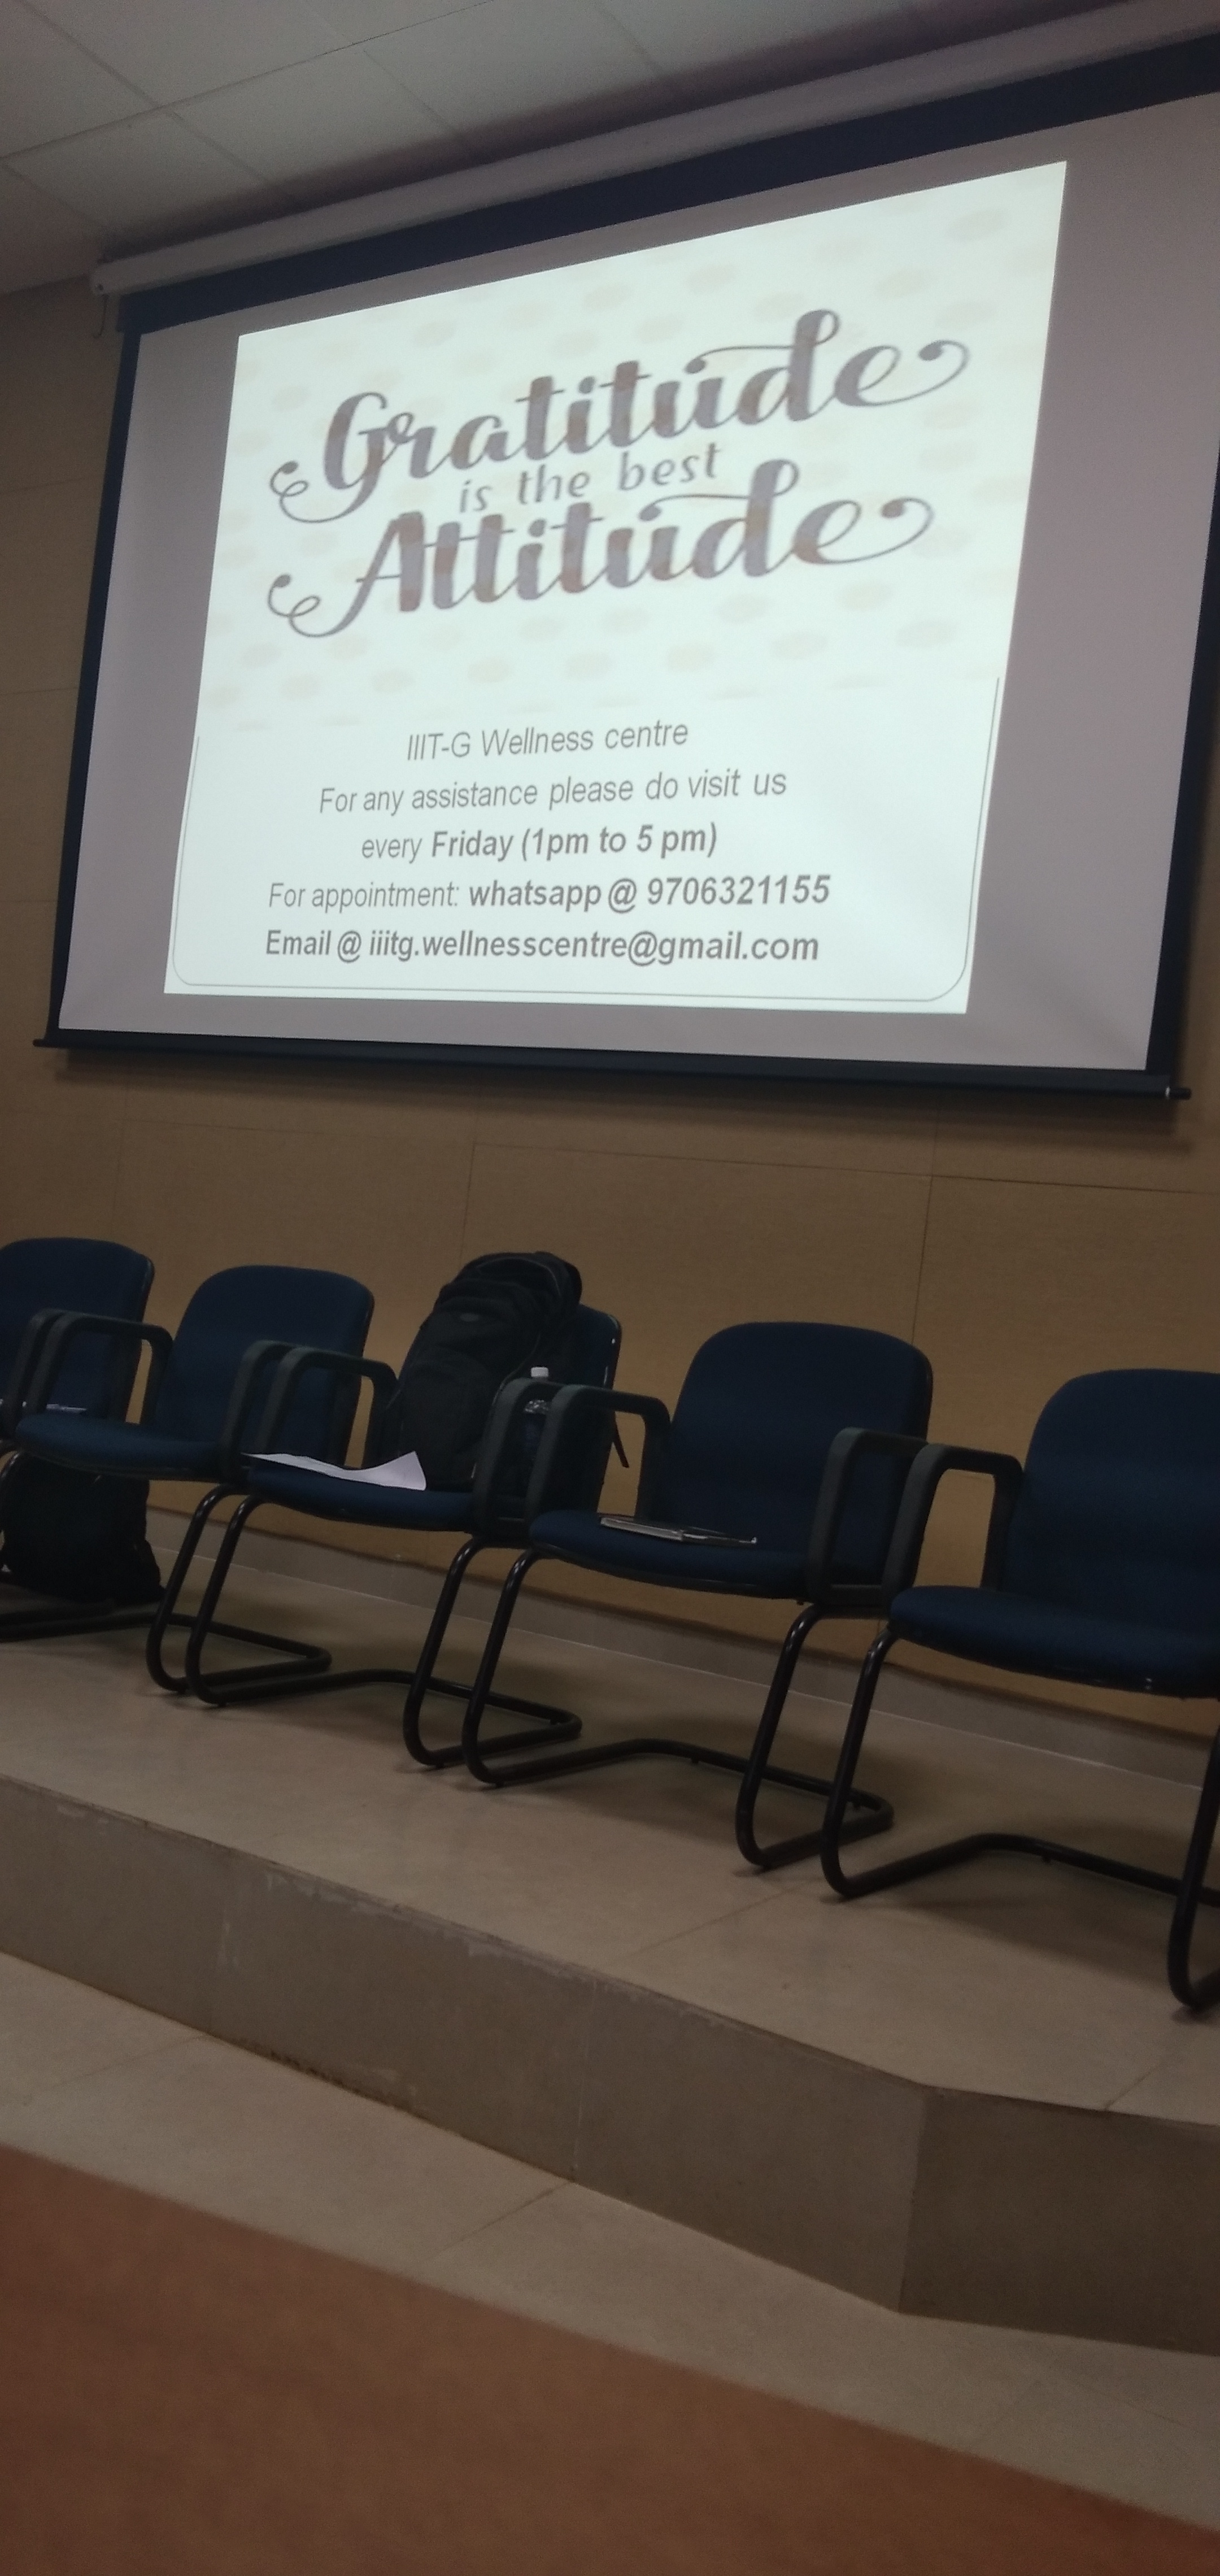 Gratitude
is the best
Attitude
IIIT-G Wellness centre
For any assistance please do visit us
every Friday (1pm to 5 pm)
For appointment: whatsapp @ 9706321155
Email @ iiitg.wellnesscentre@gmail.com